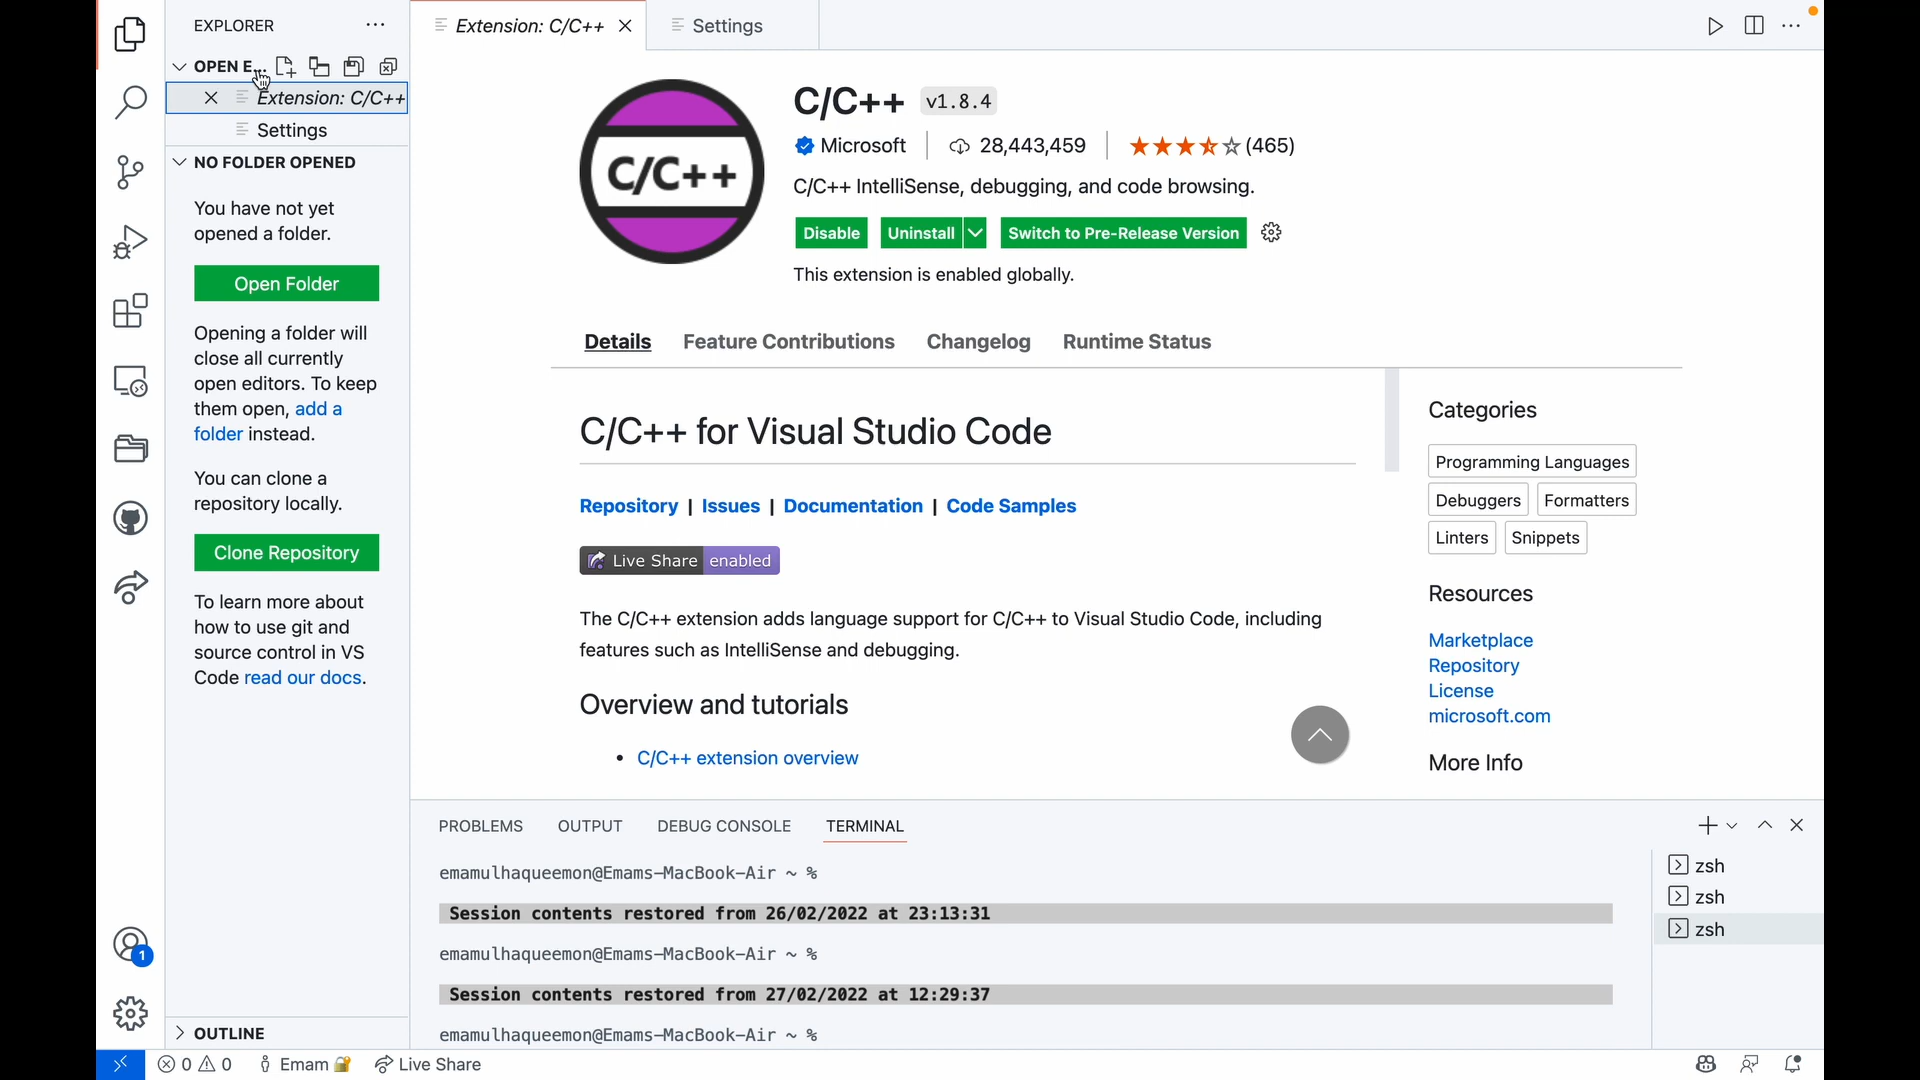 EXPLORER
OPEN E...
Extension: C/C++
Settings
NO FOLDER OPENED
You have not yet
opened a folder.
Open Folder
Opening a folder will
close all currently
open editors. To keep
them open, add a
folder instead.
You can clone a
repository locally.
Clone Repository
To learn more about
how to use git and
source control in VS
Code read our docs.
OUTLINE
1
Extension: C/C++
Settings
C/C++
C/C++ v1.8.4
Microsoft 28,443,459 (465)
C/C++ IntelliSense, debugging, and code browsing.
Disable Uninstall Switch to Pre-Release Version
This extension is enabled globally.
Details Feature Contributions Changelog Runtime Status
C/C++ for Visual Studio Code
Repository | Issues | Documentation | Code Samples
Live Share enabled
The C/C++ extension adds language support for C/C++ to Visual Studio Code, including
features such as IntelliSense and debugging.
Overview and tutorials
• C/C++ extension overview
Categories
Programming Languages
Debuggers Formatters
Linters Snippets
Resources
Marketplace
Repository
License
microsoft.com
More Info
PROBLEMS OUTPUT DEBUG CONSOLE TERMINAL
emamulhaqueemon@Emams-MacBook-Air ~ %
Session contents restored from 26/02/2022 at 23:13:31
emamulhaqueemon@Emams-MacBook-Air ~ %
Session contents restored from 27/02/2022 at 12:29:37
emamulhaqueemon@Emams-MacBook-Air ~ %
zsh
zsh
zsh
0 0 Emam Live Share